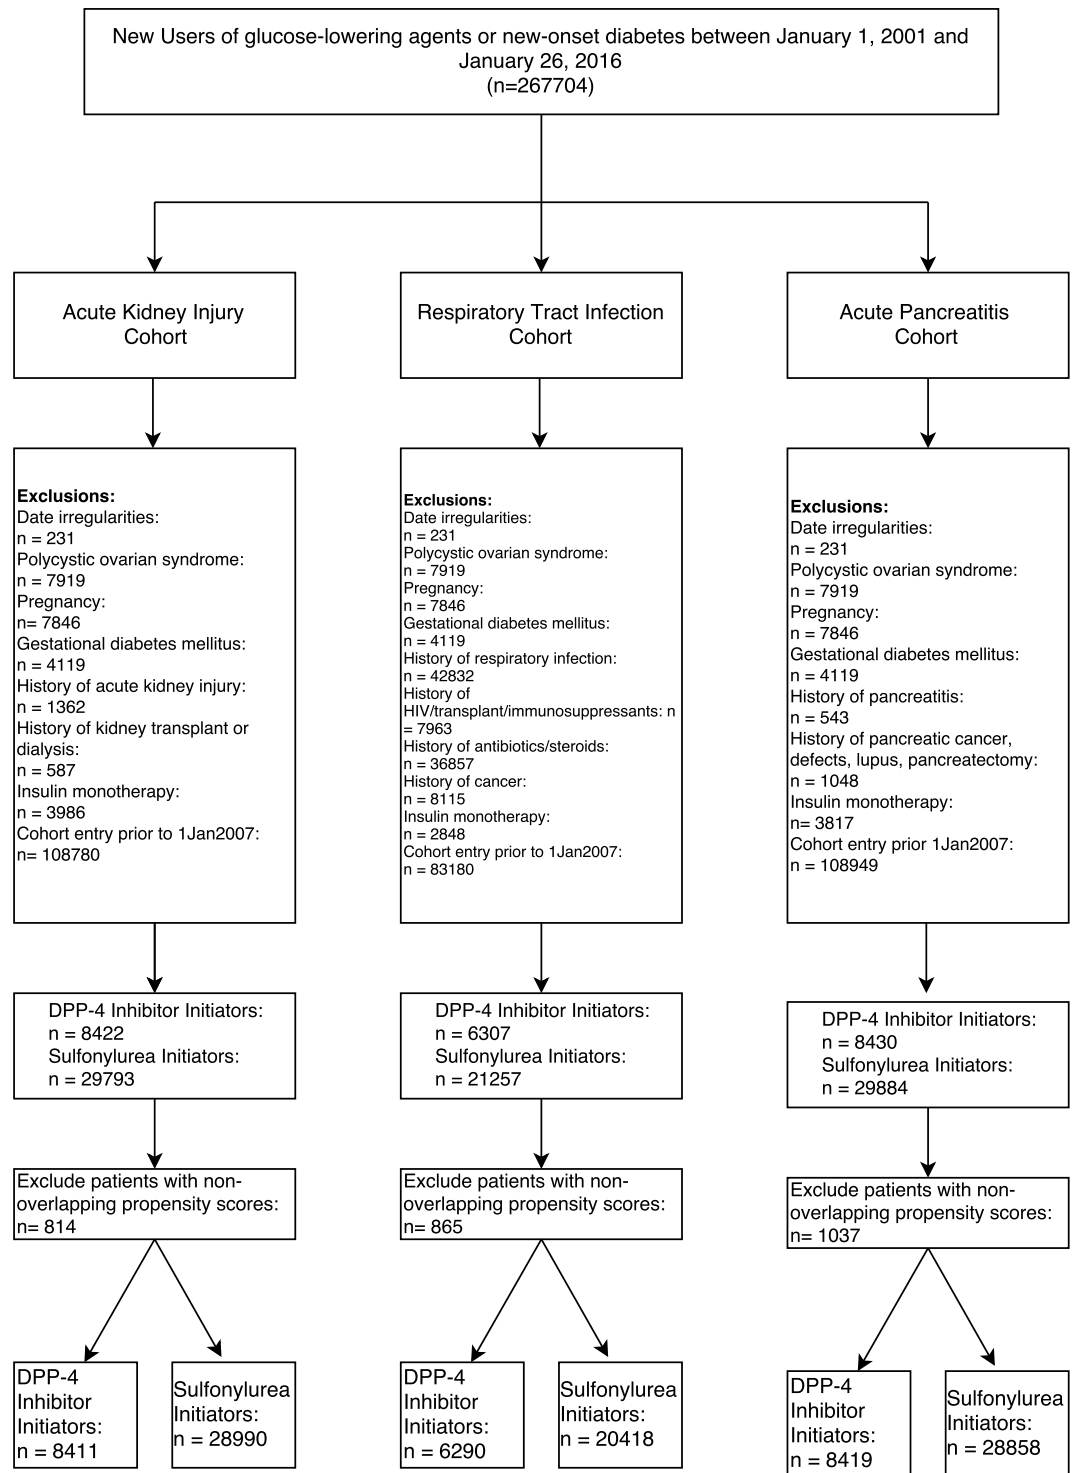 New Users of glucose-lowering agents or new-onset diabetes between January 1, 2001 and
January 26, 2016
(n=267704)
Acute Kidney Injury
Cohort
Respiratory Tract Infection
Cohort
Acute Pancreatitis
Cohort
Exclusions:
Date irregularities:
n = 231
Polycystic ovarian syndrome:
n = 7919
Pregnancy:
n= 7846
Gestational diabetes mellitus:
n = 4119
History of acute kidney injury:
n = 1362
History of kidney transplant or
dialysis:
n = 587
Insulin monotherapy:
n = 3986
Cohort entry prior to 1Jan2007:
n= 108780
Exclusions:
Date irregularities:
n = 231
Polycystic ovarian syndrome:
n = 7919
Pregnancy:
n = 7846
Gestational diabetes mellitus:
n = 4119
History of respiratory infection:
n = 42832
History of
HIV/transplant/immunosuppressants: n
= 7963
History of antibiotics/steroids:
n = 36857
History of cancer:
n = 8115
Insulin monotherapy:
n = 2848
Cohort entry prior to 1Jan2007:
n = 83180
Exclusions:
Date irregularities:
n = 231
Polycystic ovarian syndrome:
n = 7919
Pregnancy:
n = 7846
Gestational diabetes mellitus:
n = 4119
History of pancreatitis:
n = 543
History of pancreatic cancer,
defects, lupus, pancreatectomy:
n = 1048
Insulin monotherapy:
n= 3817
Cohort entry prior 1Jan2007:
n = 108949
DPP-4 Inhibitor Initiators:
n = 8422
Sulfonylurea Initiators:
n = 29793
DPP-4 Inhibitor Initiators:
n = 6307
Sulfonylurea Initiators:
n = 21257
DPP-4 Inhibitor Initiators:
n = 8430
Sulfonylurea Initiators:
n = 29884
Exclude patients with non-
overlapping propensity scores:
n= 814
Exclude patients with non-
overlapping propensity scores:
n= 865
Exclude patients with non-
overlapping propensity scores:
n= 1037
DPP-4
Inhibitor
Initiators:
n = 8411
Sulfonylurea
Initiators:
n = 28990
DPP-4
Inhibitor
Initiators:
n = 6290
Sulfonylurea
Initiators:
n = 20418
DPP-4
Inhibitor
Initiators:
n = 8419
Sulfonylurea
Initiators:
n = 28858